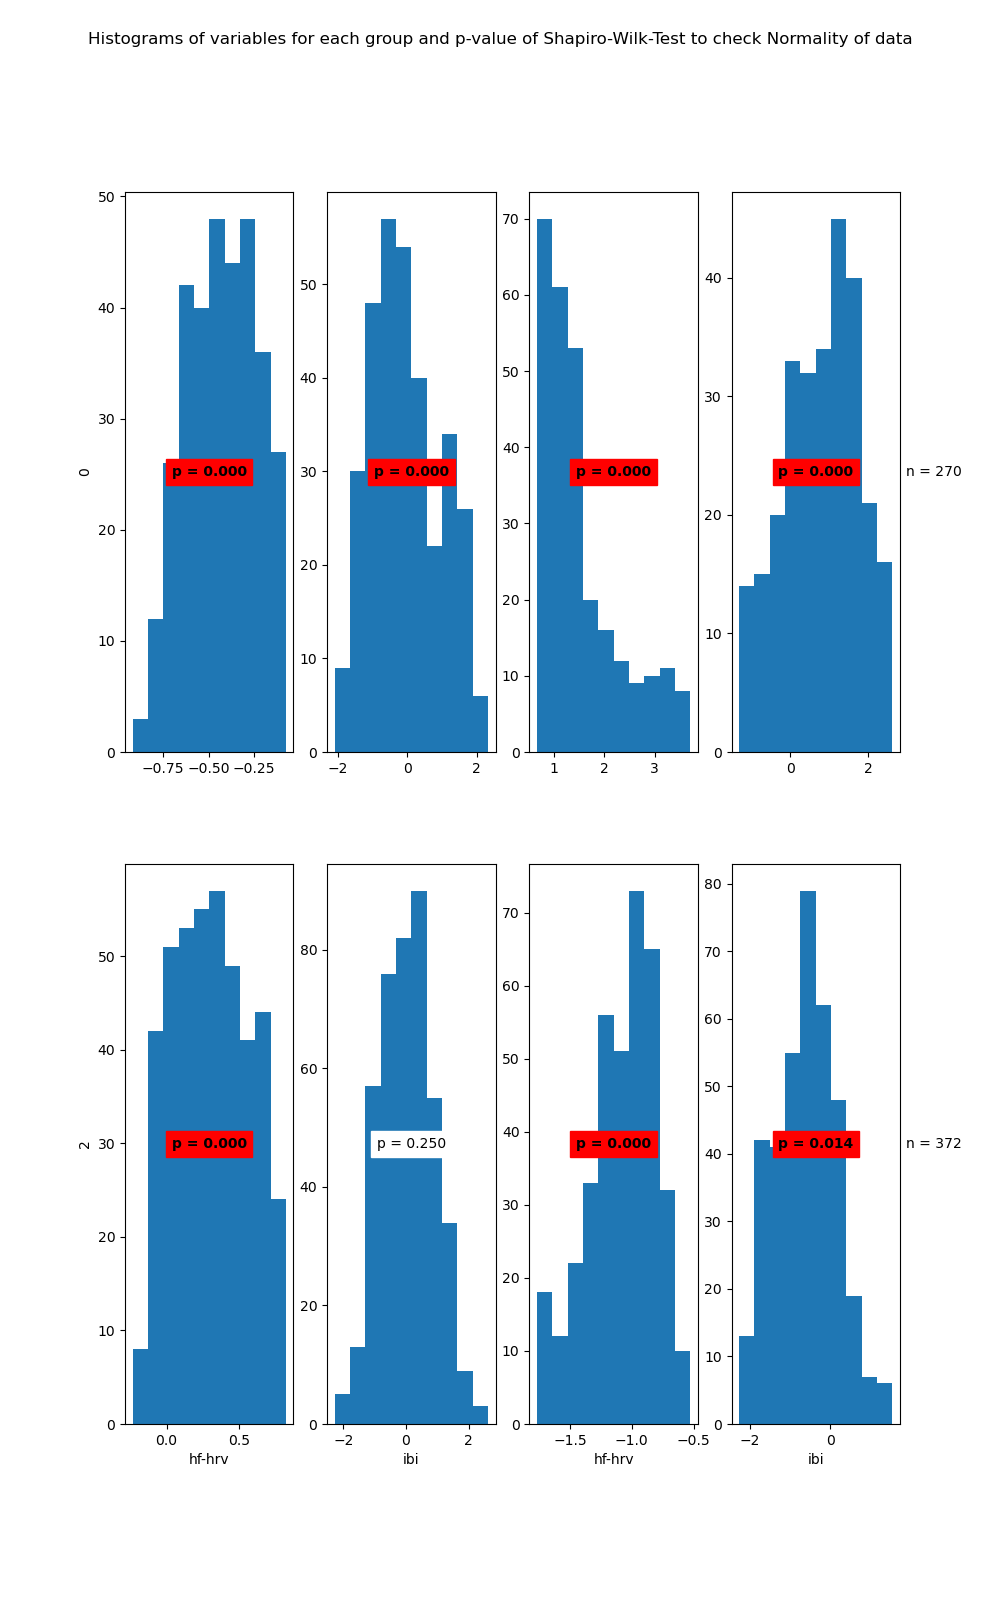 Histograms of variables for each group and p-value of Shapiro-Wilk-Test to check Normality of data
50
40
30
20
10
0
0
−0.75 −0.50 −0.25
p = 0.000
50
40
30
20
10
0
−2 0 2
p = 0.000
70
60
50
40
30
20
10
0
1 2 3
p = 0.000
40
30
20
10
0
0 2
p = 0.000
n = 270
2
50
40
30
20
10
0
0.0 0.5
hf-hrv
p = 0.000
80
60
40
20
0
−2 0 2
ibi
p = 0.250
70
60
50
40
30
20
10
0
−1.5 −1.0 −0.5
hf-hrv
p = 0.000
80
70
60
50
40
30
20
10
0
−2 0
ibi
p = 0.014
n = 372